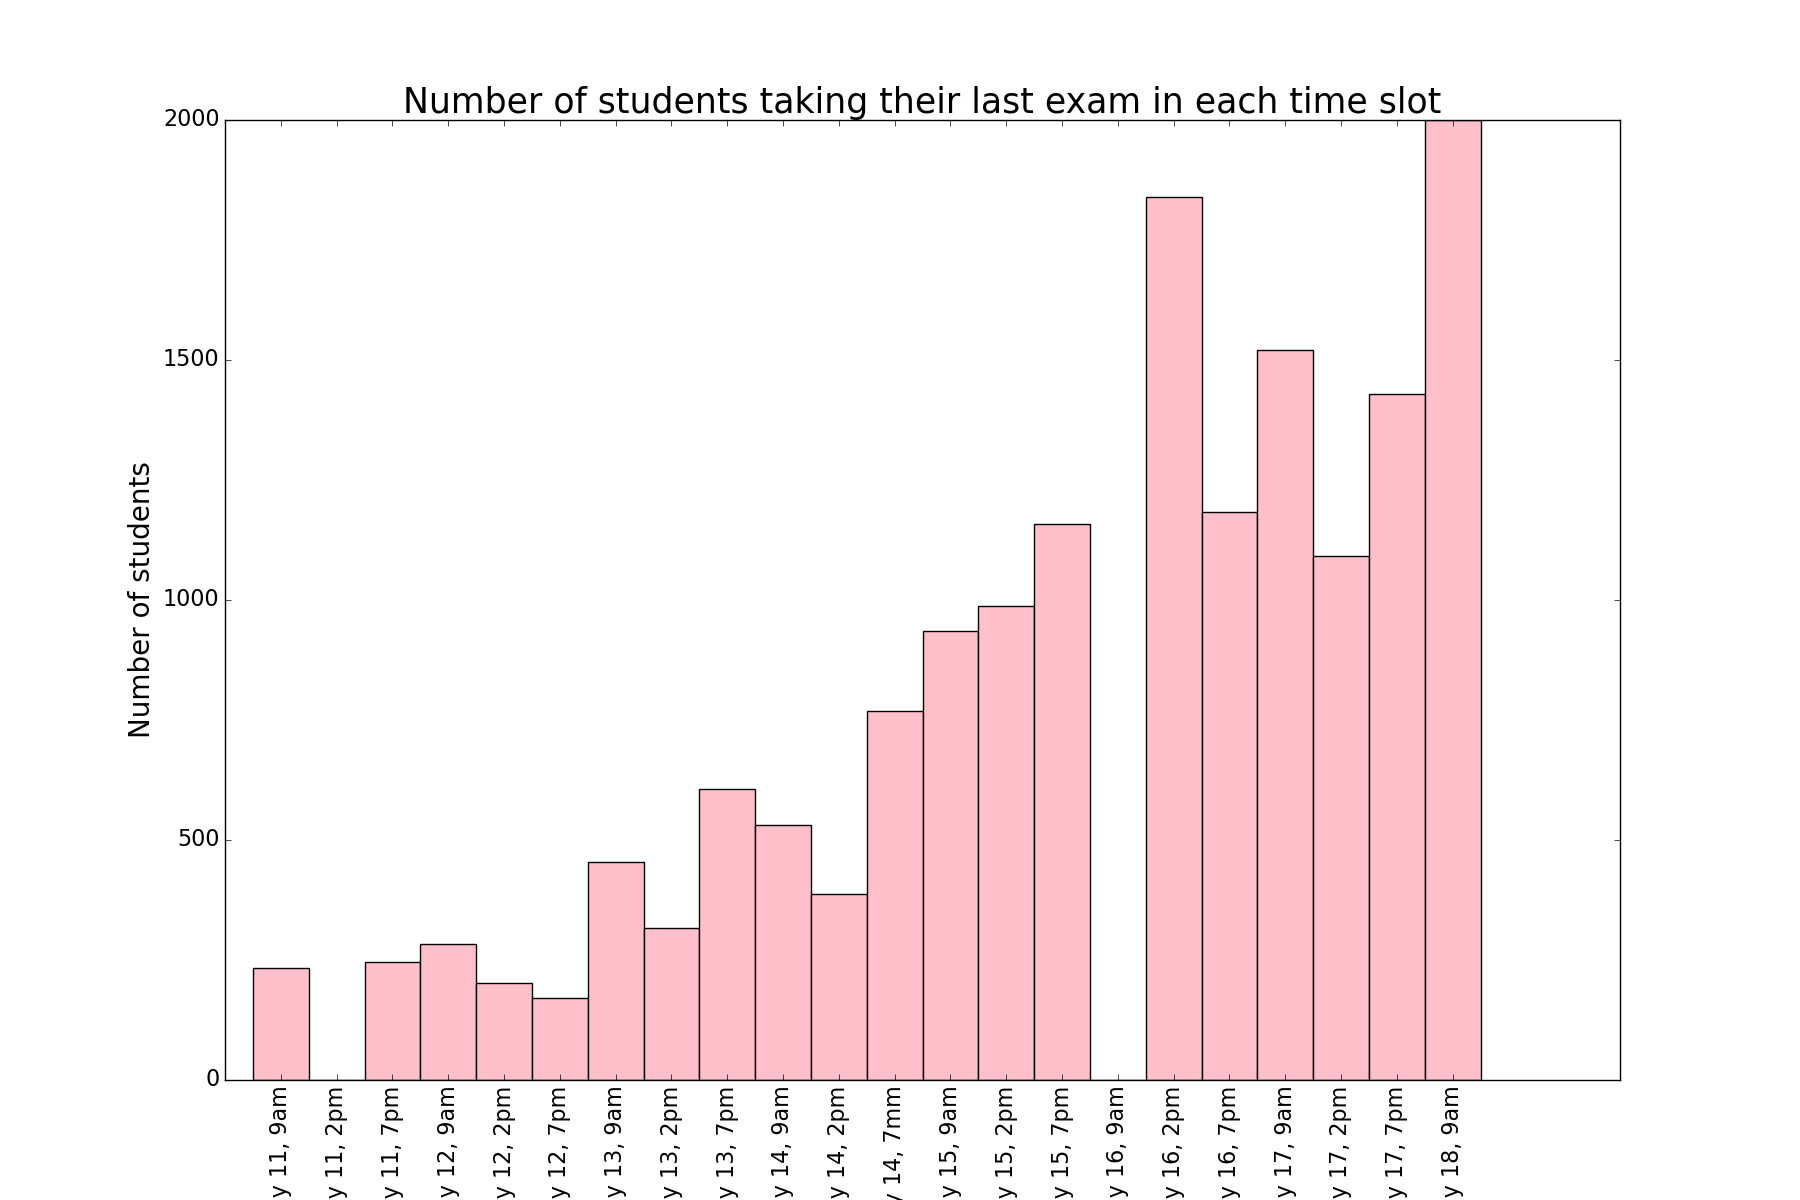 Number of students taking their last exam in each time slot
Number of students
2000
1500
1000
500
0
y 11, 9am
y 11, 2pm
y 11, 7pm
y 12, 9am
y 12, 2pm
y 12, 7pm
y 13, 9am
y 13, 2pm
y 13, 7pm
y 14, 9am
y 14, 2pm
y 14, 7mm
y 15, 9am
y 15, 2pm
y 15, 7pm
y 16, 9am
y 16, 2pm
y 16, 7pm
y 17, 9am
y 17, 2pm
y 17, 7pm
y 18, 9am